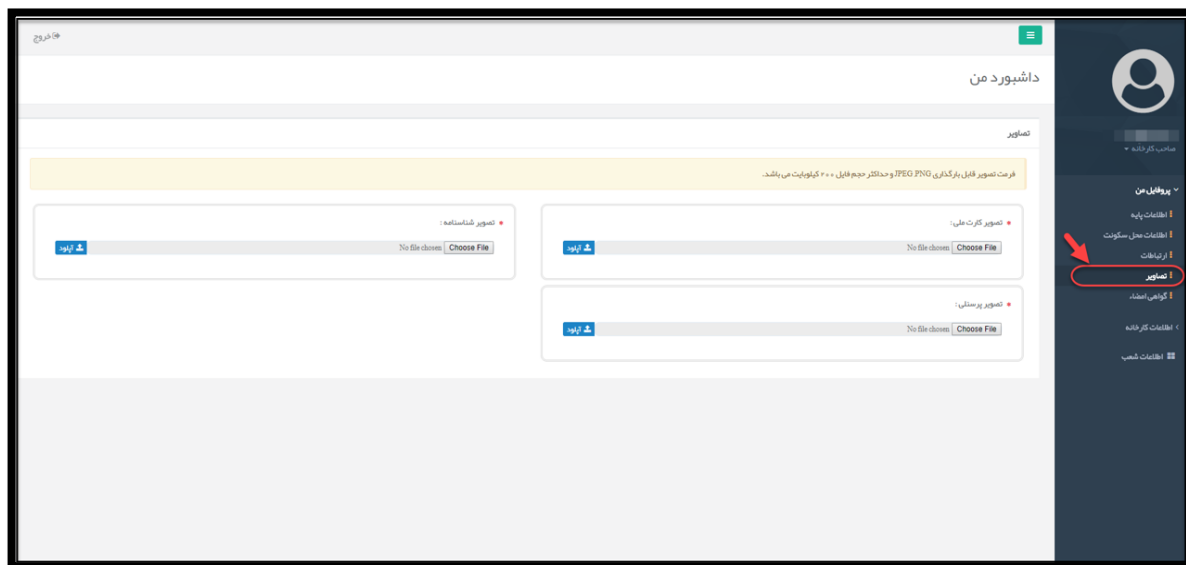 خروج
داشبورد من
تصاویر
فرمت تصویر قابل بارگذاری JPEG ,PNG و حداکثر حجم فایل ۲۰۰ کیلوبایت می باشد.
* تصویر کارت ملی :
Choose File No file chosen
آپلود
* تصویر شناسنامه :
Choose File No file chosen
آپلود
* تصویر پرسنلی :
Choose File No file chosen
آپلود
صاحب کارخانه
پروفایل من
اطلاعات پایه
اطلاعات محل سکونت
ارتباطات
تصاویر
گواهی امضاء
اطلاعات کارخانه
اطلاعات شعب